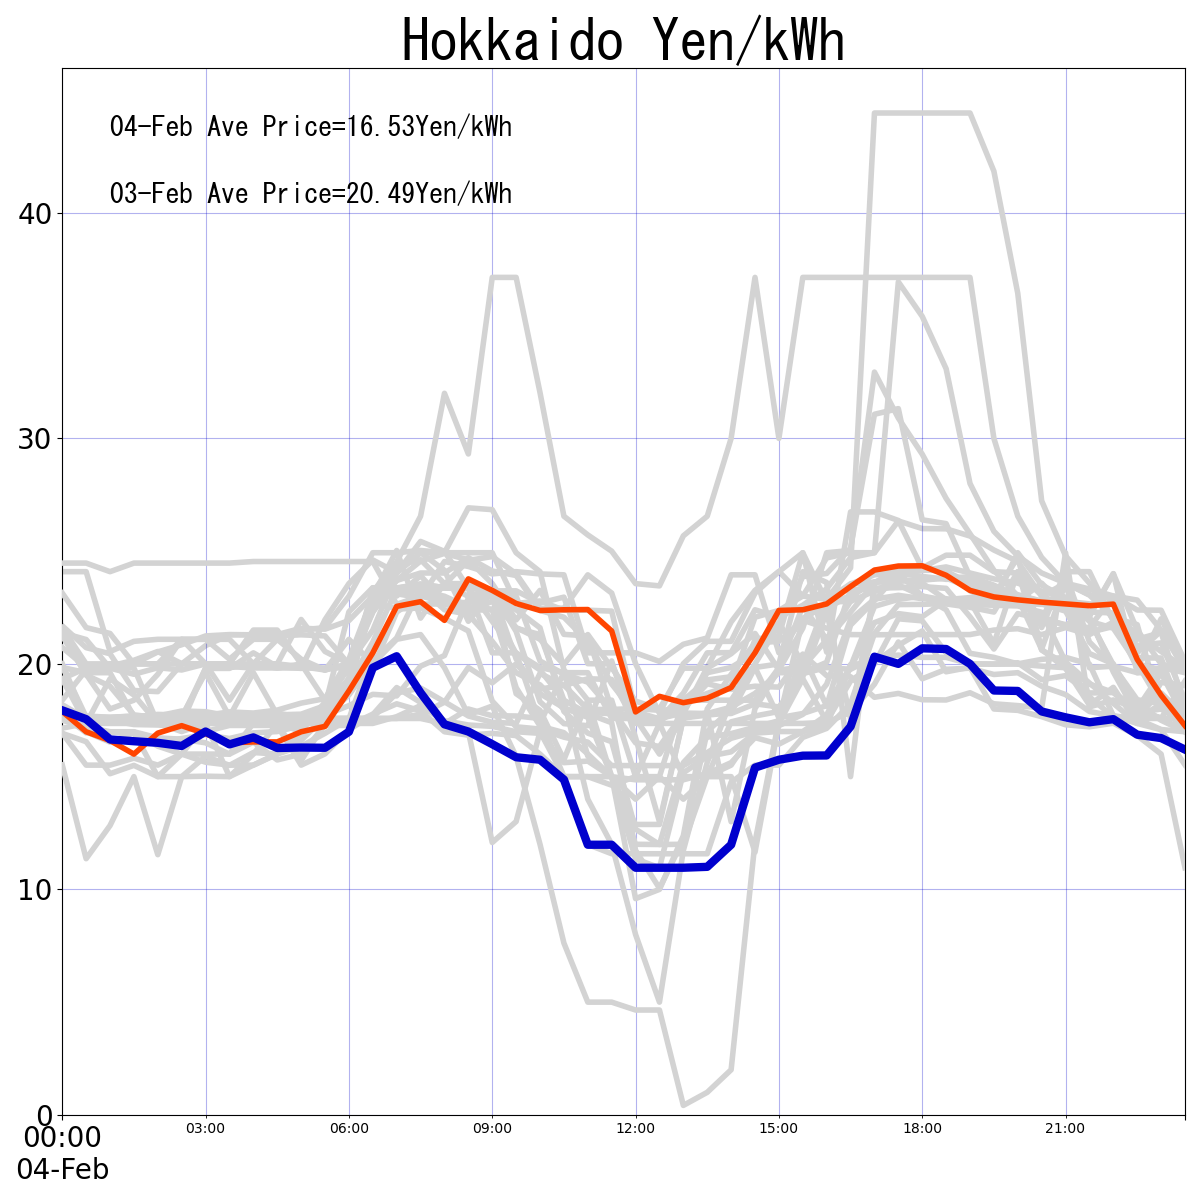 Hokkaido Yen/kWh
04-Feb Ave Price=16.53Yen/kWh
03-Feb Ave Price=20.49Yen/kWh
40
30
20
10
0
00:00 03:00 06:00 09:00 12:00 15:00 18:00 21:00
04-Feb